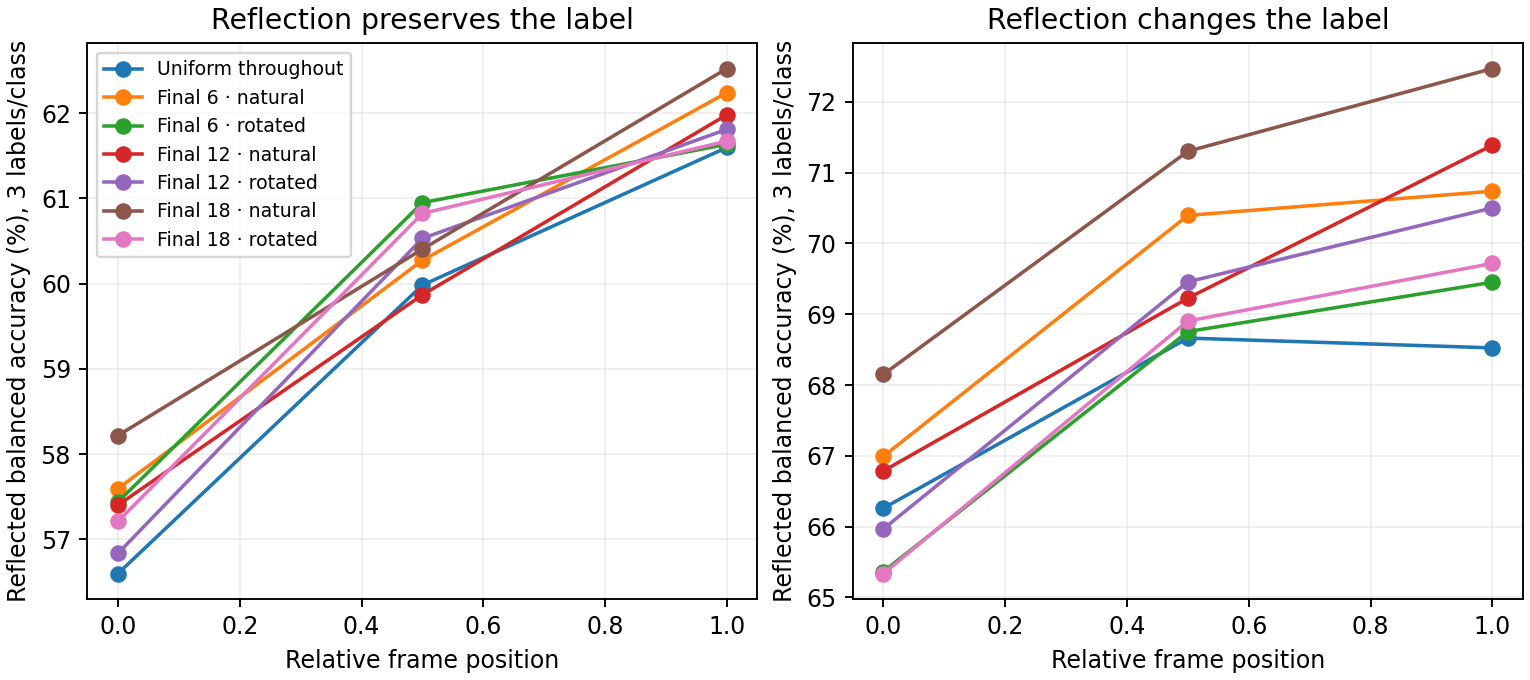 Reflection preserves the label
Reflected balanced accuracy (%), 3 labels/class
62
61
60
59
58
57
Uniform throughout
Final 6 · natural
Final 6 · rotated
Final 12 · natural
Final 12 · rotated
Final 18 · natural
Final 18 · rotated
0.0 0.2 0.4 0.6 0.8 1.0
Relative frame position
Reflection changes the label
Reflected balanced accuracy (%), 3 labels/class
72
71
70
69
68
67
66
65
0.0 0.2 0.4 0.6 0.8 1.0
Relative frame position